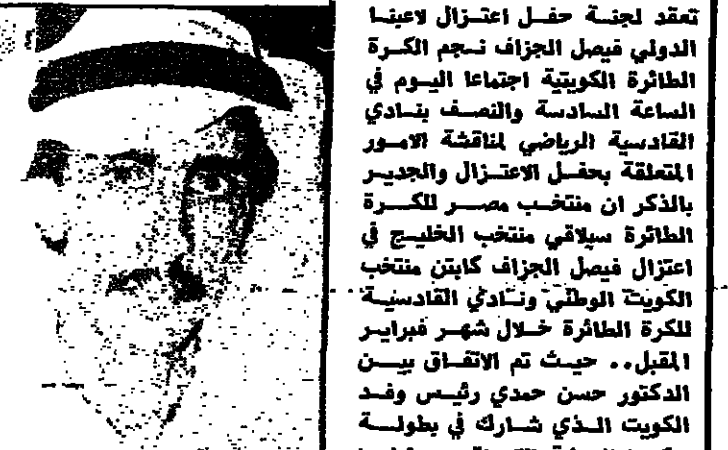 تعقد لجنة حفل اعتزال لاعبنا
الدولي فيصل الجزاف نجم الكرة
الطائرة الكويتية اجتماعا اليوم في
الساعة السادسة والنصف بنادي
القادسية الرياضي لمناقشة الامور
المتعلقة بحفل الاعتزال والجدير
بالذكر ان منتخب مصر للكرة
الطائرة سيلاقي منتخب الخليج في
اعتزال فيصل الجزاف كابتن منتخب
الكويت الوطني ونادي القادسية
للكرة الطائرة خلال شهر فبراير
المقبل.. حيث تم الاتفاق بين
الدكتور حسن حمدي رئيس وفد
الكويت الذي شارك في بطولة